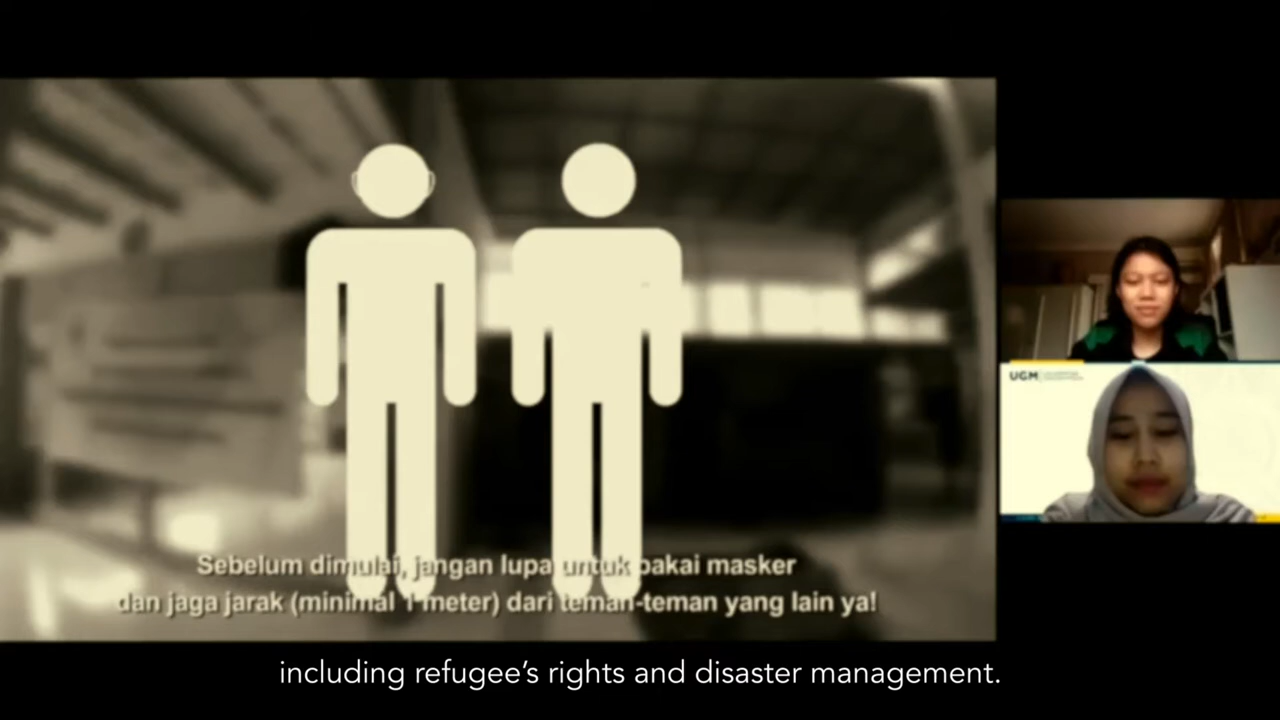 UGM
Sebelum dimulai, jangan lupa untuk pakai masker
dan jaga jarak (minimal 1 meter) dari teman-teman yang lain ya!
including refugee’s rights and disaster management.